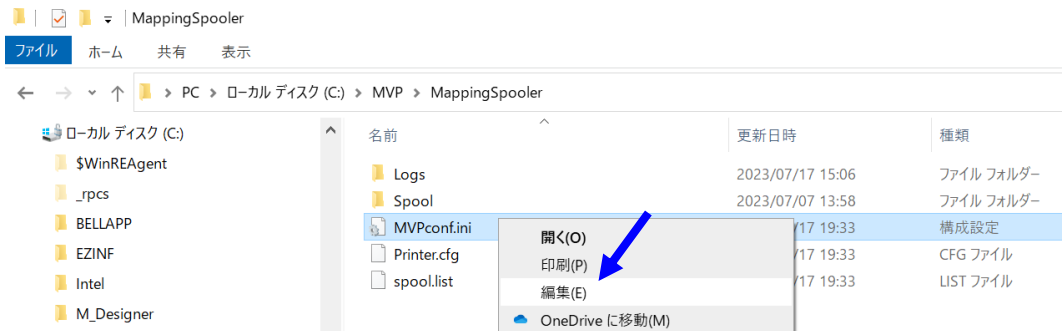 MappingSpooler
ファイル ホーム 共有 表示
PC ローカル ディスク (C:) MVP MappingSpooler
ローカル ディスク (C:)
$WinREAgent
_rpcs
BELLAPP
EZINF
Intel
M_Designer
名前 更新日時 種類
Logs 2023/07/17 15:06 ファイル フォルダー
Spool 2023/07/07 13:58 ファイル フォルダー
MVPconf.ini /17 19:33 構成設定
Printer.cfg /17 19:33 CFG ファイル
spool.list /17 19:33 LIST ファイル
開く(O)
印刷(P)
編集(E)
OneDrive に移動(M)